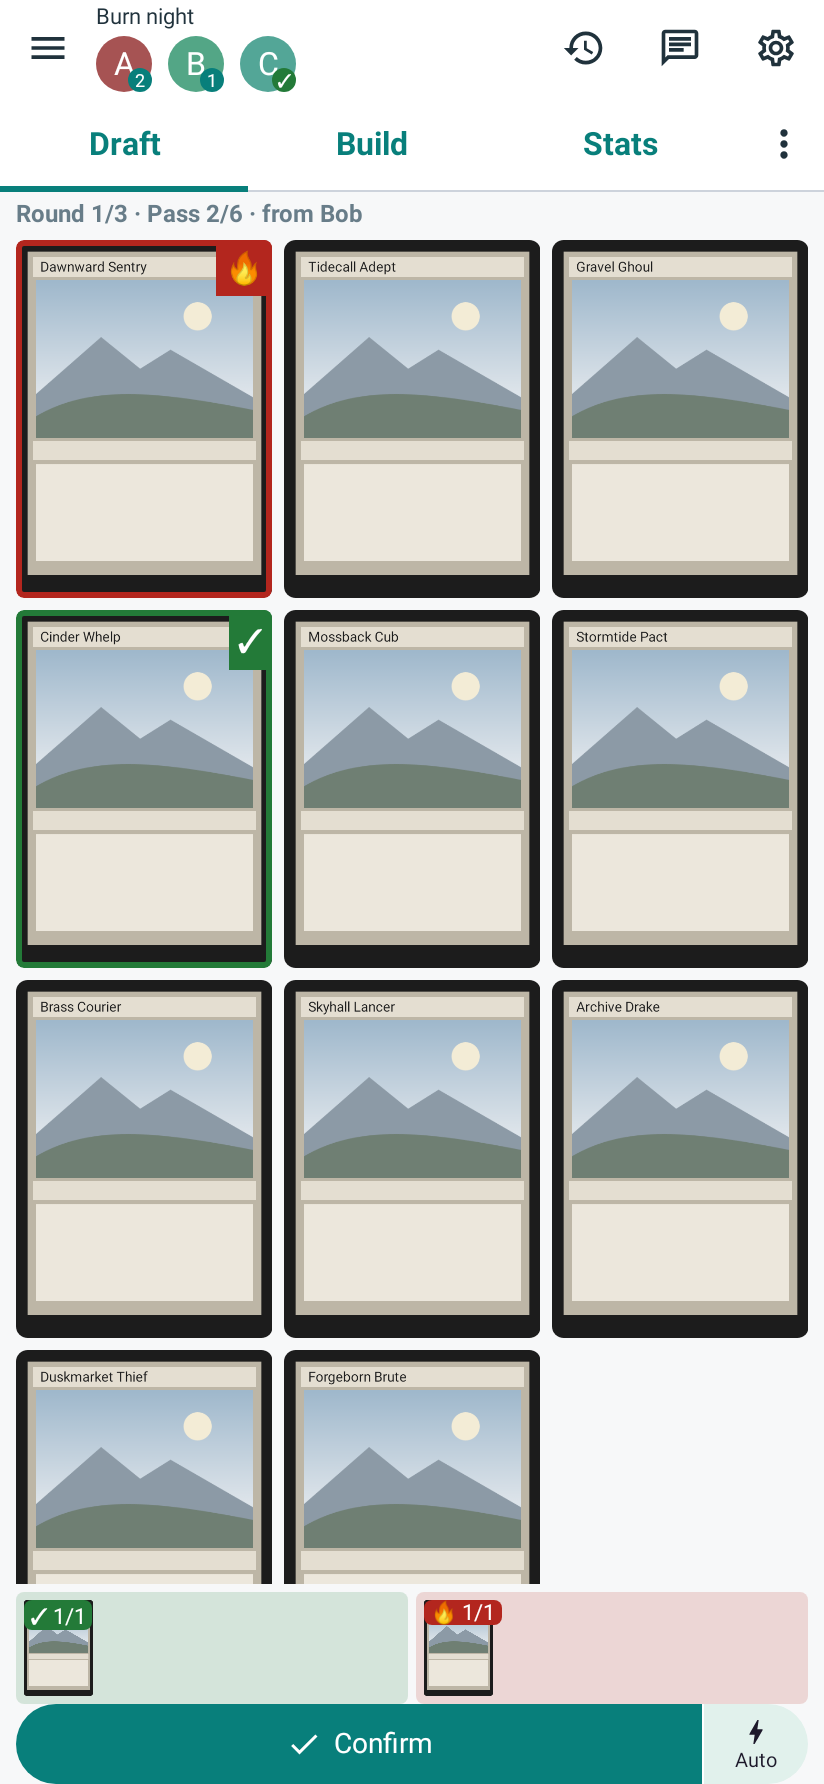 Burn night
A 2 B 1 C ✓
Draft Build Stats
Round 1/3 · Pass 2/6 · from Bob
Dawnward Sentry 🔥
Tidecall Adept
Gravel Ghoul
Cinder Whelp ✓
Mossback Cub
Stormtide Pact
Brass Courier
Skyhall Lancer
Archive Drake
Duskmarket Thief
Forgeborn Brute
✓ 1/1
🔥 1/1
✓ Confirm
Auto